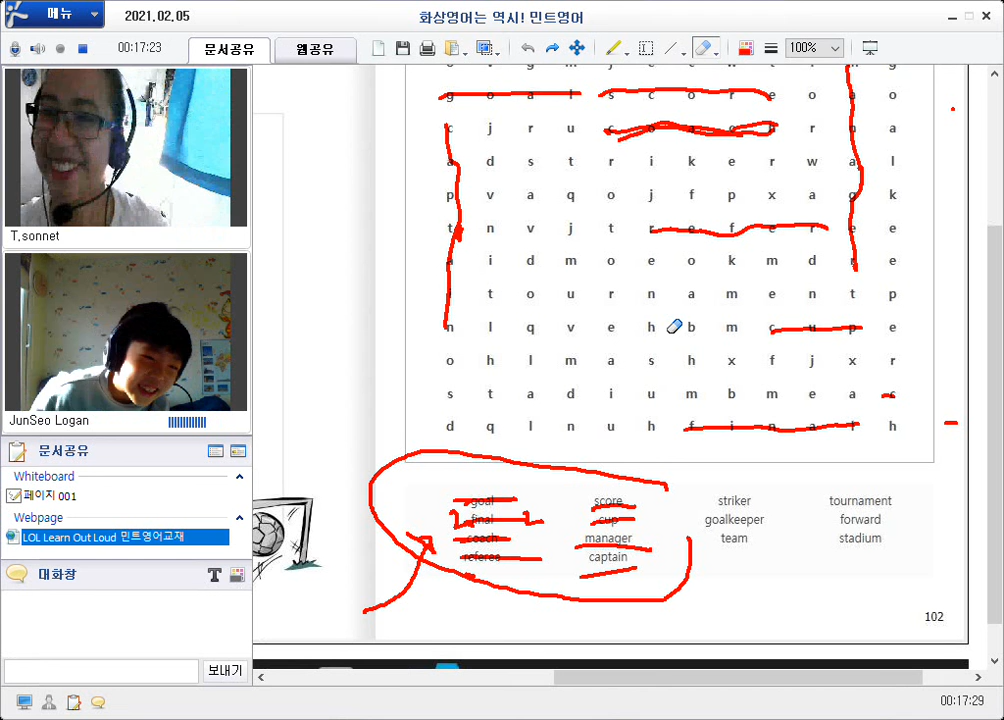 메뉴 2021,02,05 화상영어는 역시! 민트영어
00:17:23 문서공유 웹공유 100%
g o a l s c o r e o a o
c j r u c o a c h r n a
a d s t r i k e r w a l
p v a q o j f p x a g k
t n v j t r e f e r e e
a i d m o e o k m d r e
i t o u r n a m e n t p
n l q v e h b m c u p e
o h l m a s h x f j x r
s t a d i u m b m e a c
d q l n u h f i n a l h
T.sonnet
JunSeo Logan
문서공유
Whiteboard
페이지 001
Webpage
LOL Learn Out Loud 민트영어교재
대화창
보내기
goal score striker tournament
final cup goalkeeper forward
coach manager team stadium
referee captain
102
00:17:29